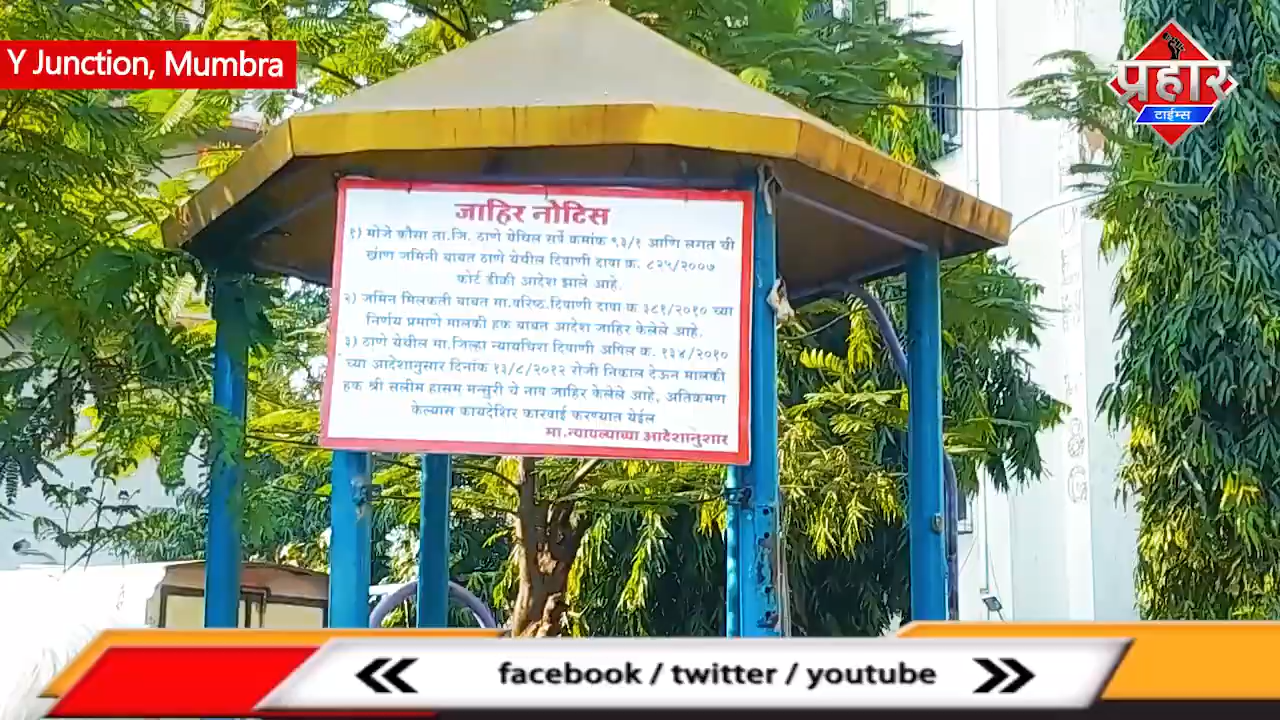 Y Junction, Mumbra
प्रहार
टाईम्स
जाहिर नोटिस
१) मोजे कौसा ता.जि. ठाणे येथिल सर्वे क्रमांक ९३/१ आणि लगत ची
खाण जमिनी बाबत ठाणे येथील दिवाणी दावा क्र. ८२५/२००७
कोर्ट डीक्री आदेश झाले आहे.
२) जमिन मिलकती बाबत मा.वरिष्ठ.दिवाणी दावा क्र ३८१/२०१० च्या
निर्णय प्रमाणे मालकी हक बाबत आदेश जाहिर केलेले आहे.
३) ठाणे येथील मा.जिल्हा न्यायधिश दिवाणी अपिल क्र. १३४/२०१०
च्या आदेशानुसार दिनांक १३/८/२०१२ रोजी निकाल देऊन मालकी
हक श्री सलीम हासम मन्सुरी चे नाव जाहिर केलेले आहे, अतिक्रमण
केल्यास कायदेशिर कारवाई करण्यात येईल
मा.न्यायल्याच्या आदेशानुशार
facebook / twitter / youtube